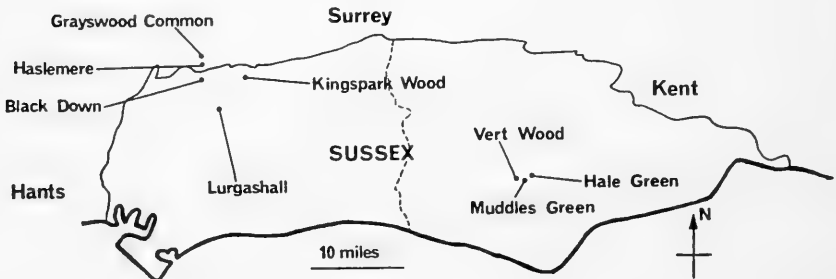 Surrey
Grayswood Common
Haslemere
Black Down
Kingspark Wood
Kent
Vert Wood
SUSSEX
Hants
Lurgashall
Hale Green
Muddles Green
N
10 miles